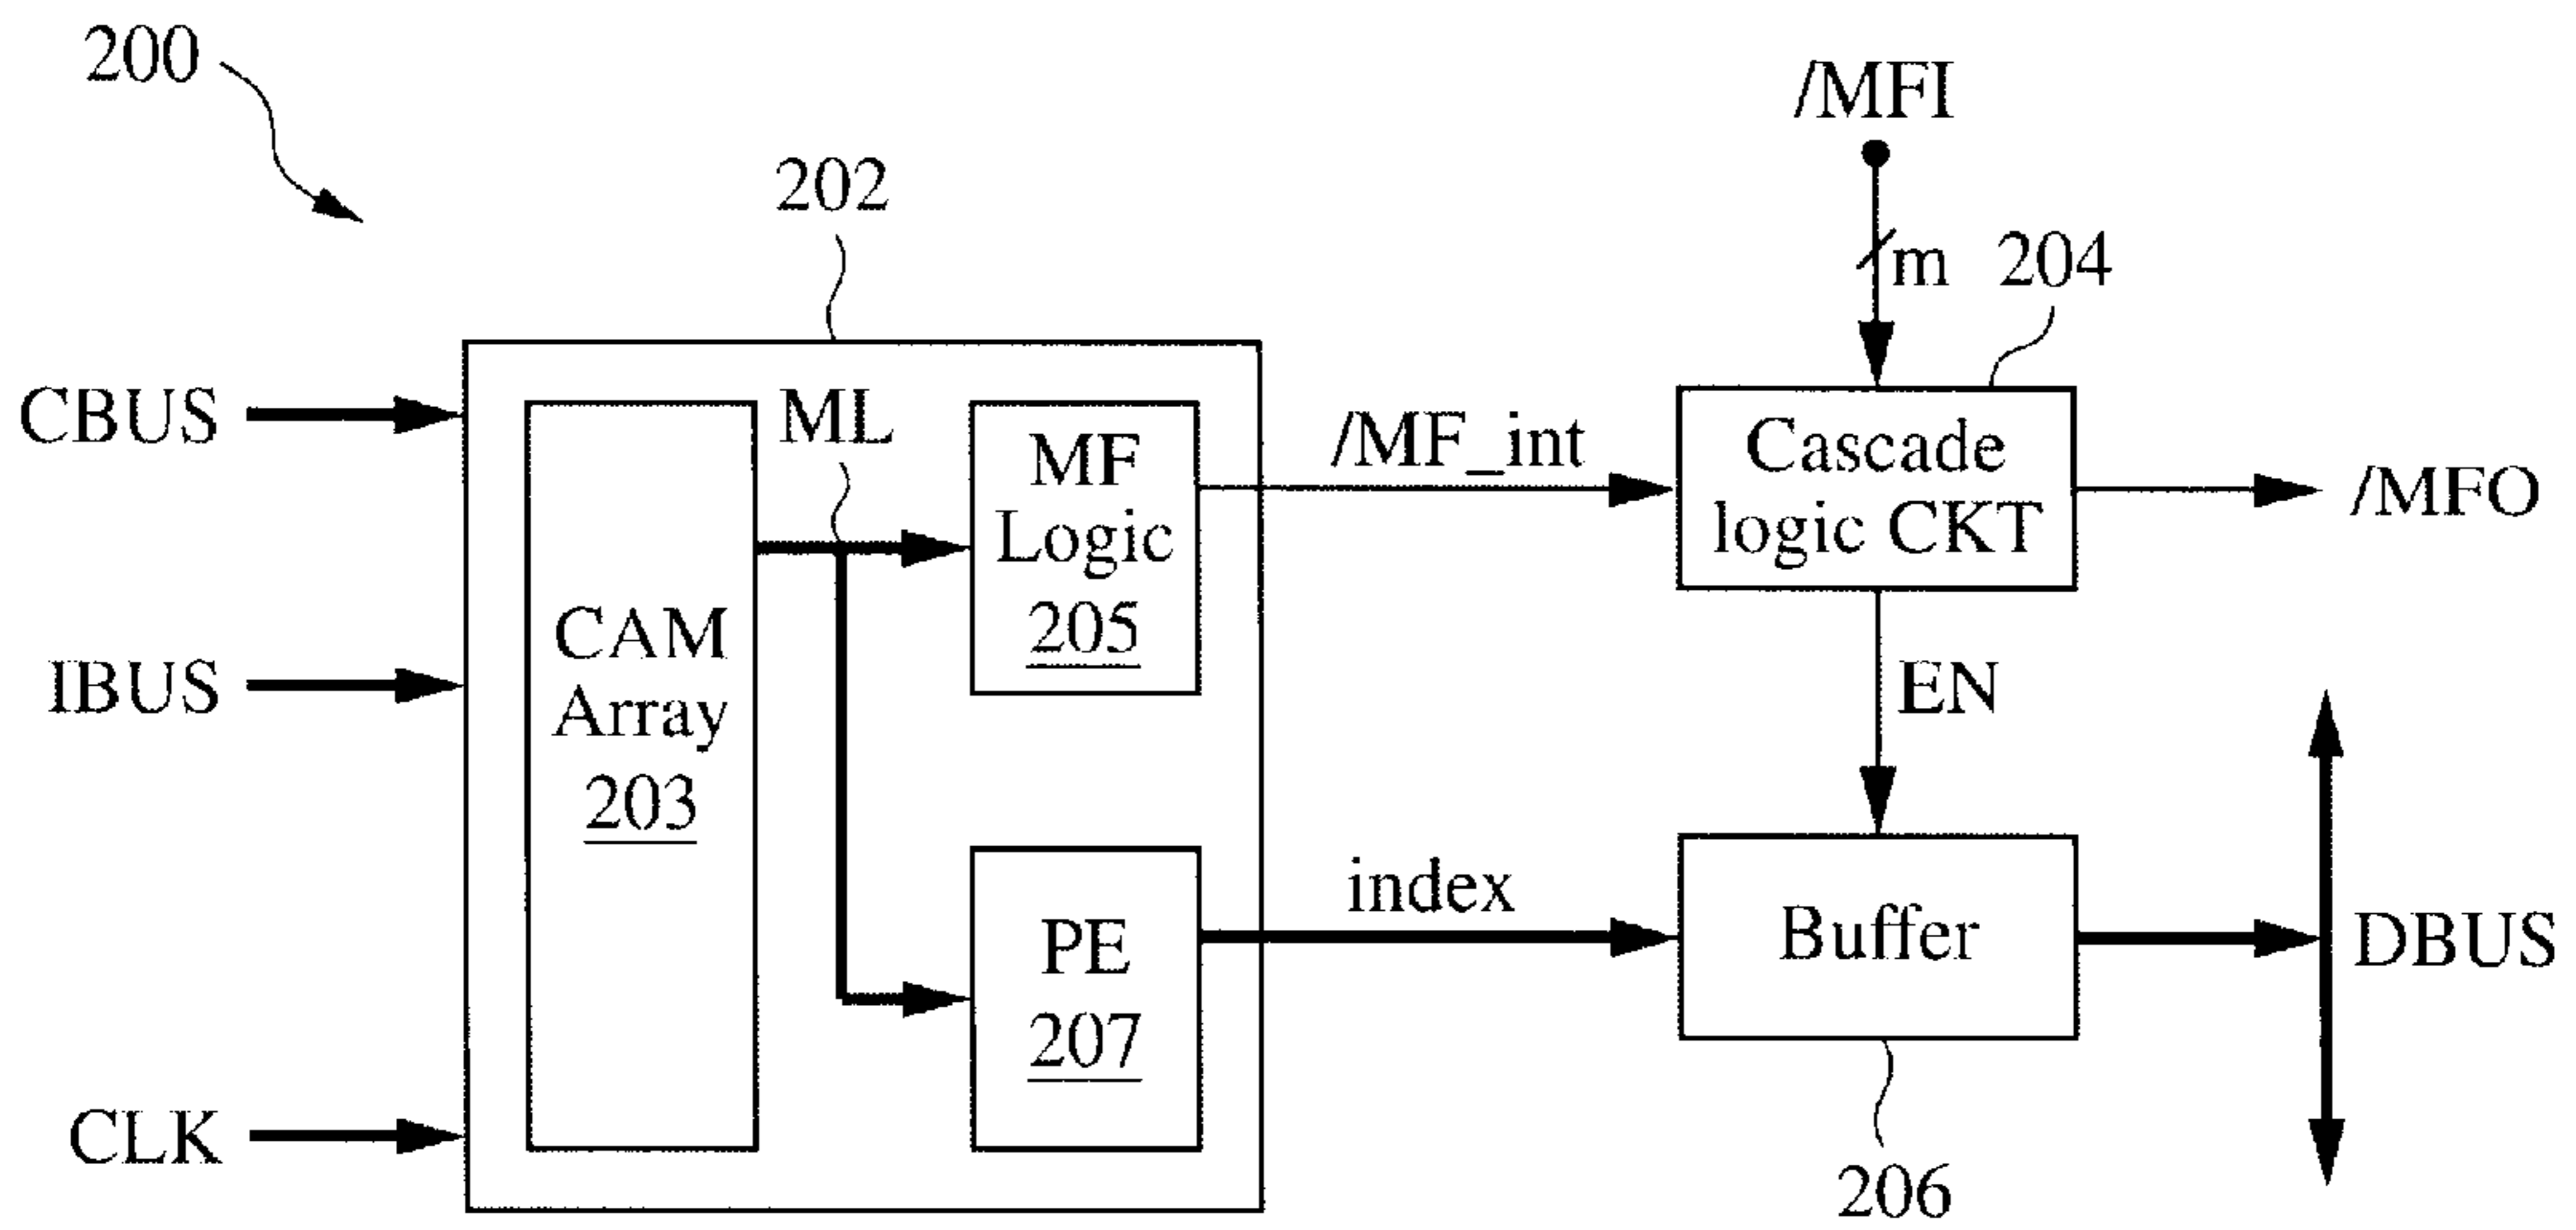 200
/MFI
202
m
204
CBUS
ML
MF
Logic
205
/MF_int
Cascade
logic CKT
/MFO
CAM
Array
203
IBUS
EN
index
PE
207
Buffer
DBUS
CLK
206